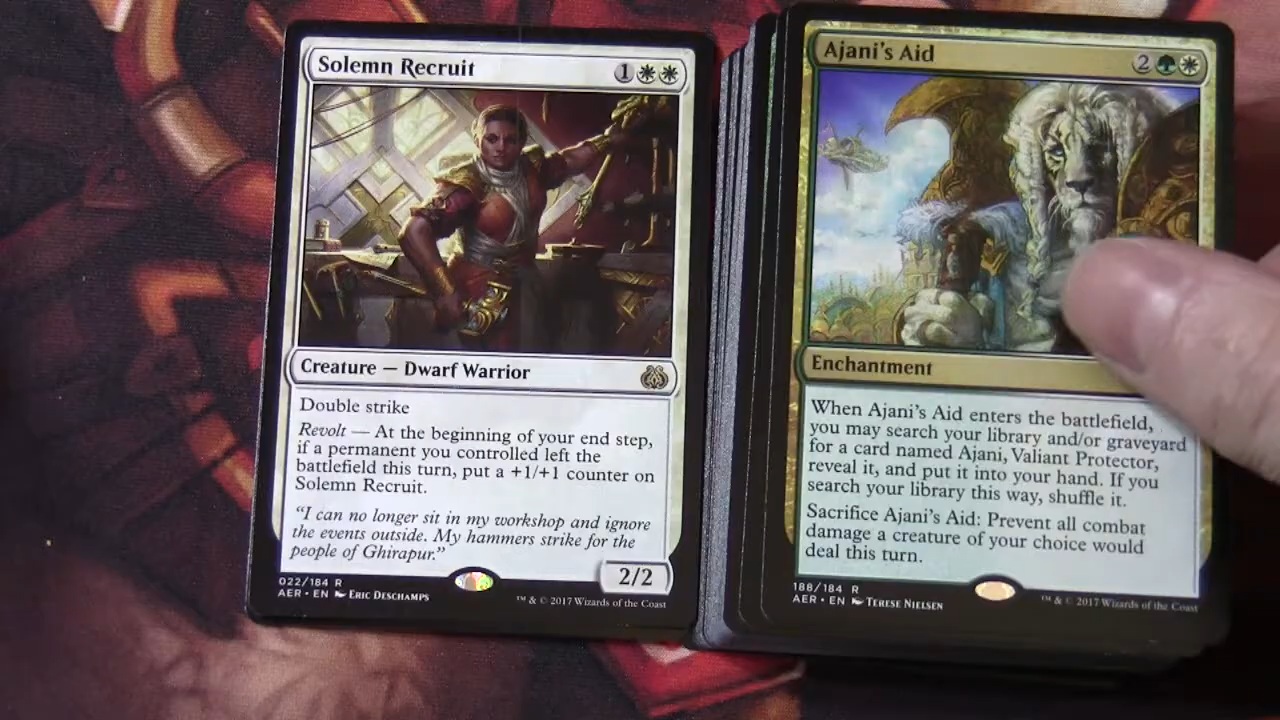 Solemn Recruit 1
Creature — Dwarf Warrior
Double strike
Revolt — At the beginning of your end step,
if a permanent you controlled left the
battlefield this turn, put a +1/+1 counter on
Solemn Recruit.
“I can no longer sit in my workshop and ignore
the events outside. My hammers strike for the
people of Ghirapur.”
2/2
022/184 R
AER • EN Eric Deschamps
™ & © 2017 Wizards of the Coast
Ajani's Aid 2
Enchantment
When Ajani's Aid enters the battlefield,
you may search your library and/or graveyard
for a card named Ajani, Valiant Protector,
reveal it, and put it into your hand. If you
search your library this way, shuffle it.
Sacrifice Ajani's Aid: Prevent all combat
damage a creature of your choice would
deal this turn.
188/184 R
AER • EN Terese Nielsen
™ & © 2017 Wizards of the Coast